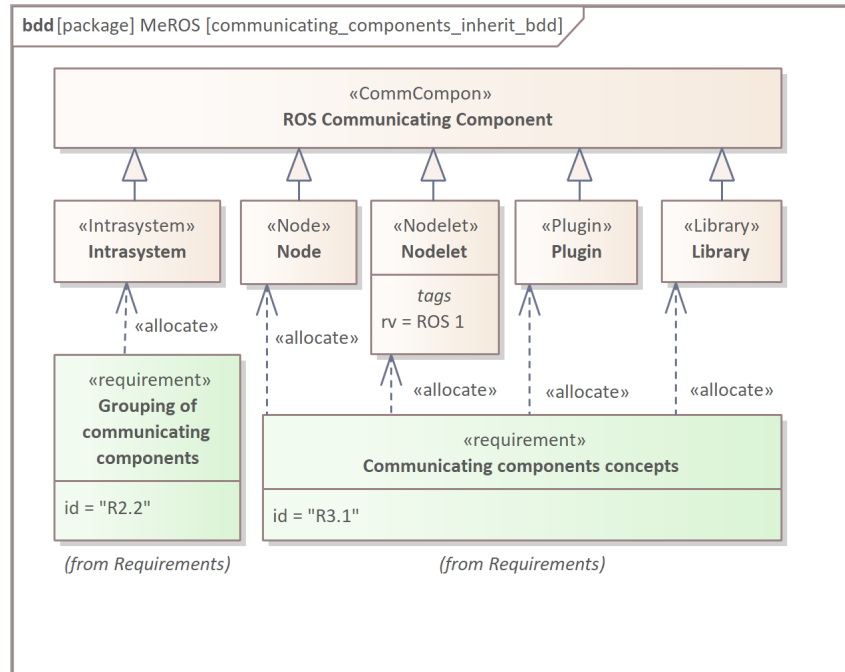 bdd [package] MeROS [communicating_components_inherit_bdd]
«CommCompon»
ROS Communicating Component
«Intrasystem»
Intrasystem
«Node»
Node
«Nodelet»
Nodelet
tags
rv = ROS 1
«Plugin»
Plugin
«Library»
Library
«allocate»
«allocate»
«allocate»
«allocate»
«allocate»
«requirement»
Grouping of
communicating
components
id = "R2.2"
(from Requirements)
«requirement»
Communicating components concepts
id = "R3.1"
(from Requirements)